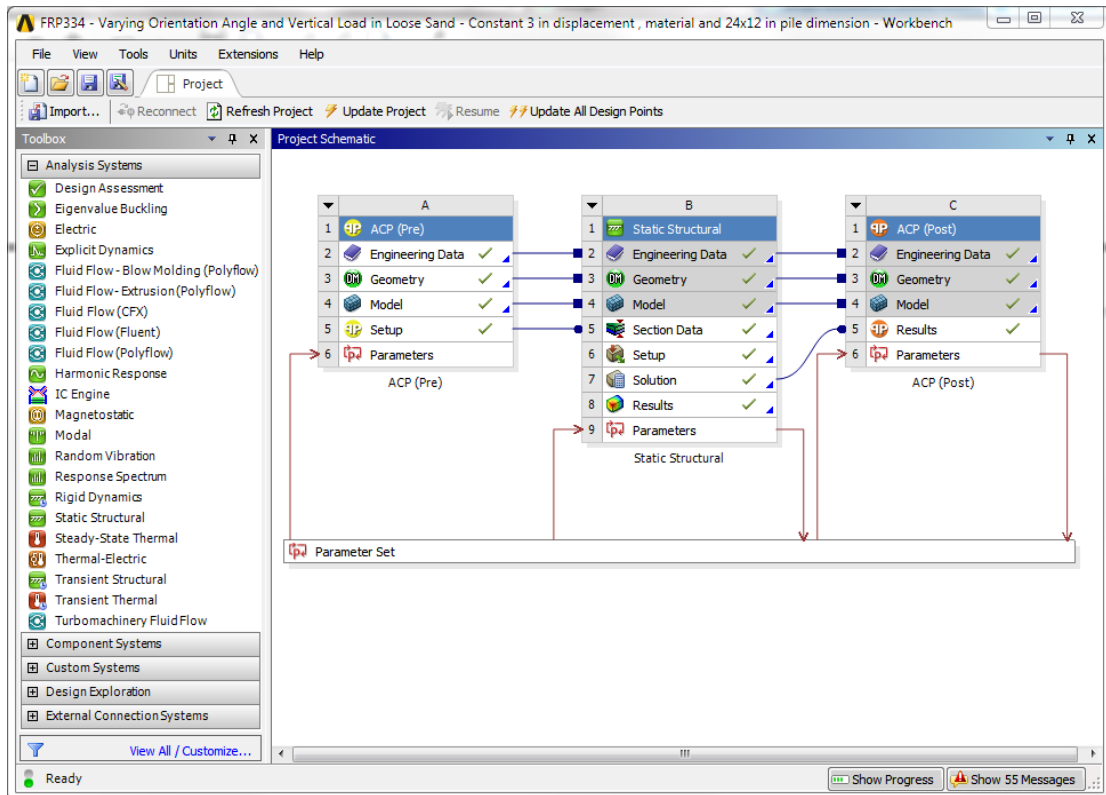 FRP334 - Varying Orientation Angle and Vertical Load in Loose Sand - Constant 3 in displacement , material and 24x12 in pile dimension - Workbench
File View Tools Units Extensions Help
Project
Import... Reconnect Refresh Project Update Project Resume Update All Design Points
Toolbox
Analysis Systems
Design Assessment
Eigenvalue Buckling
Electric
Explicit Dynamics
Fluid Flow - Blow Molding (Polyflow)
Fluid Flow - Extrusion (Polyflow)
Fluid Flow (CFX)
Fluid Flow (Fluent)
Fluid Flow (Polyflow)
Harmonic Response
IC Engine
Magnetostatic
Modal
Random Vibration
Response Spectrum
Rigid Dynamics
Static Structural
Steady-State Thermal
Thermal-Electric
Transient Structural
Transient Thermal
Turbomachinery Fluid Flow
Component Systems
Custom Systems
Design Exploration
External Connection Systems
View All / Customize...
Project Schematic
A
1 ACP (Pre)
2 Engineering Data
3 Geometry
4 Model
5 Setup
6 Parameters
ACP (Pre)
B
1 Static Structural
2 Engineering Data
3 Geometry
4 Model
5 Section Data
6 Setup
7 Solution
8 Results
9 Parameters
Static Structural
C
1 ACP (Post)
2 Engineering Data
3 Geometry
4 Model
5 Results
6 Parameters
ACP (Post)
Parameter Set
Ready
Show Progress Show 55 Messages